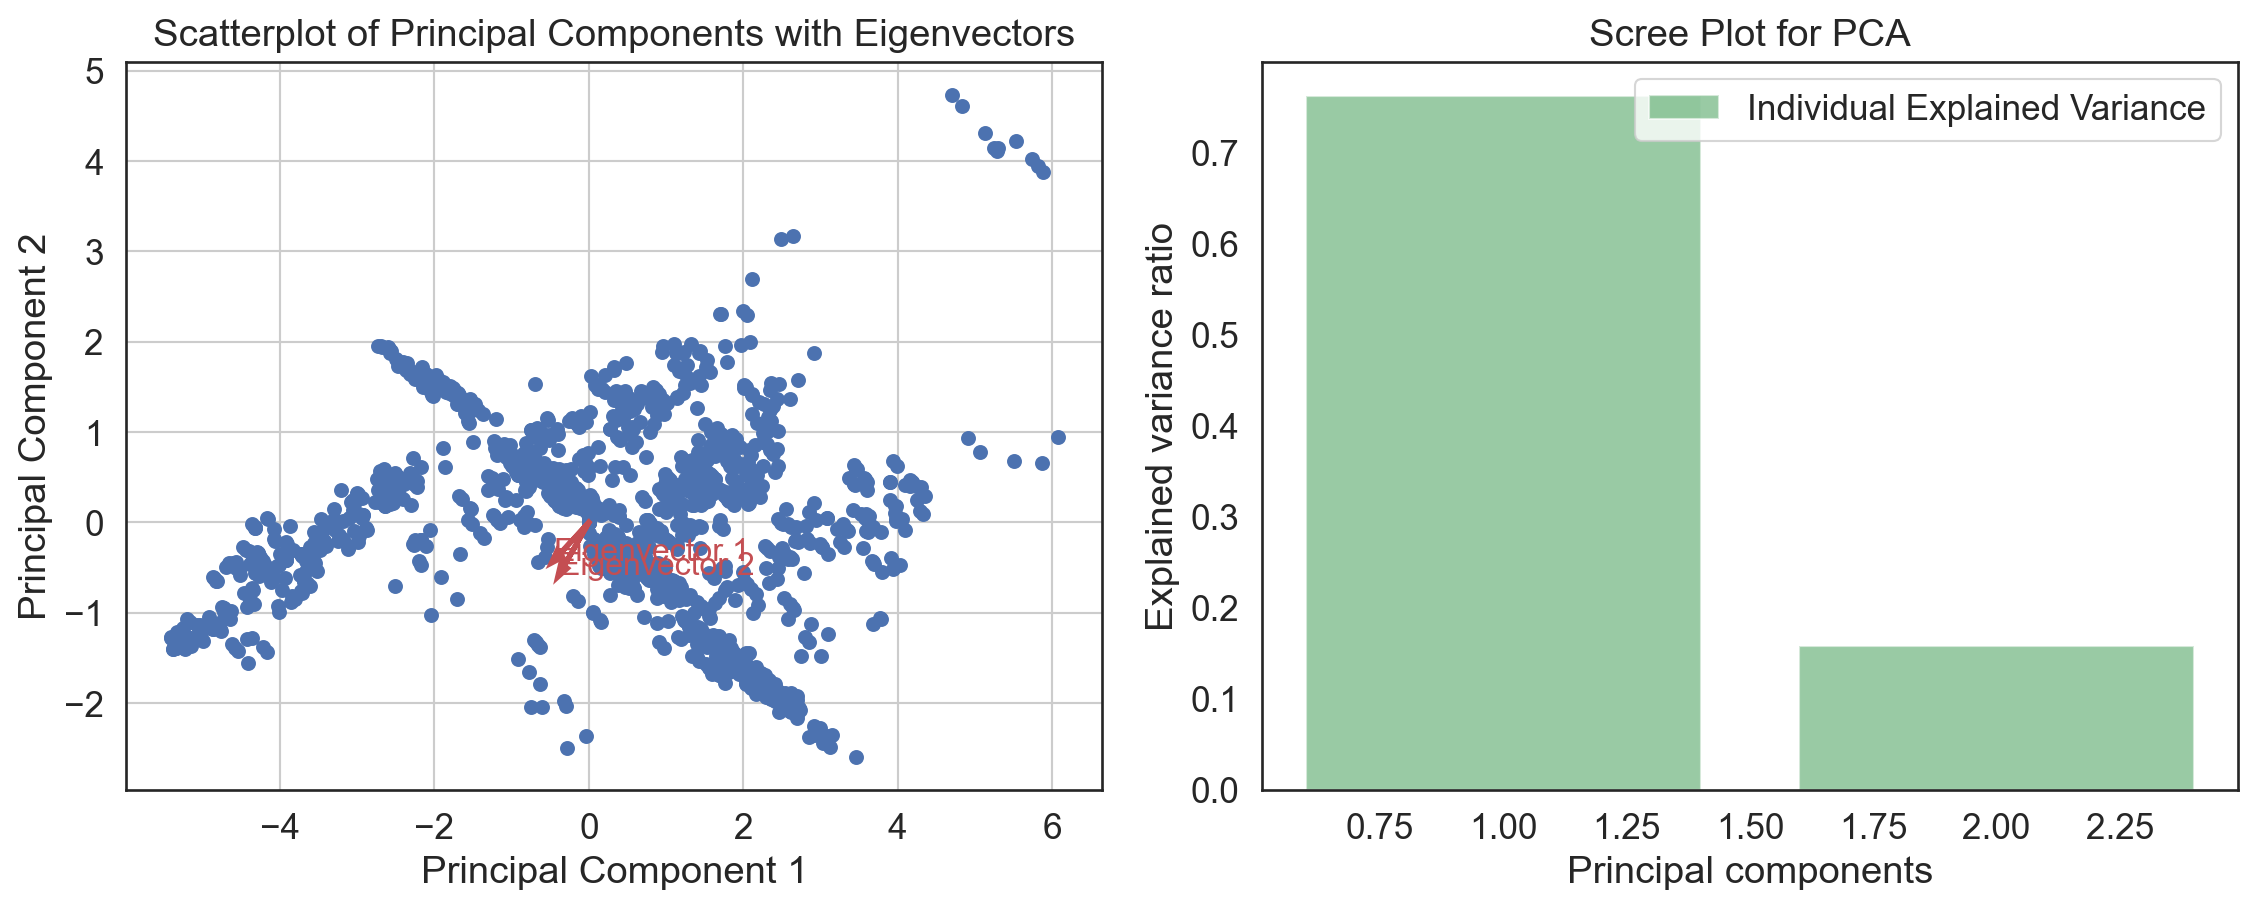 Scatterplot of Principal Components with Eigenvectors
5
4
3
2
1
0
−1
−2
Principal Component 2
Eigenvector 1
Eigenvector 2
−4 −2 0 2 4 6
Principal Component 1
Scree Plot for PCA
Individual Explained Variance
0.7
0.6
0.5
0.4
0.3
0.2
0.1
0.0
Explained variance ratio
0.75 1.00 1.25 1.50 1.75 2.00 2.25
Principal components